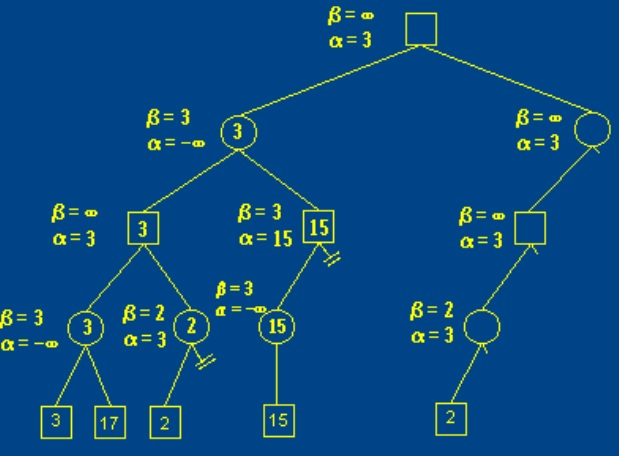 β = ∞
α = 3
β = 3
α = -∞
3
β = ∞
α = 3
β = ∞
α = 3
3
β = 3
α = 15
15
β = ∞
α = 3
β = 3
α = -∞
3
β = 2
α = 3
2
β = 3
α = -∞
15
β = 2
α = 3
3
17
2
15
2